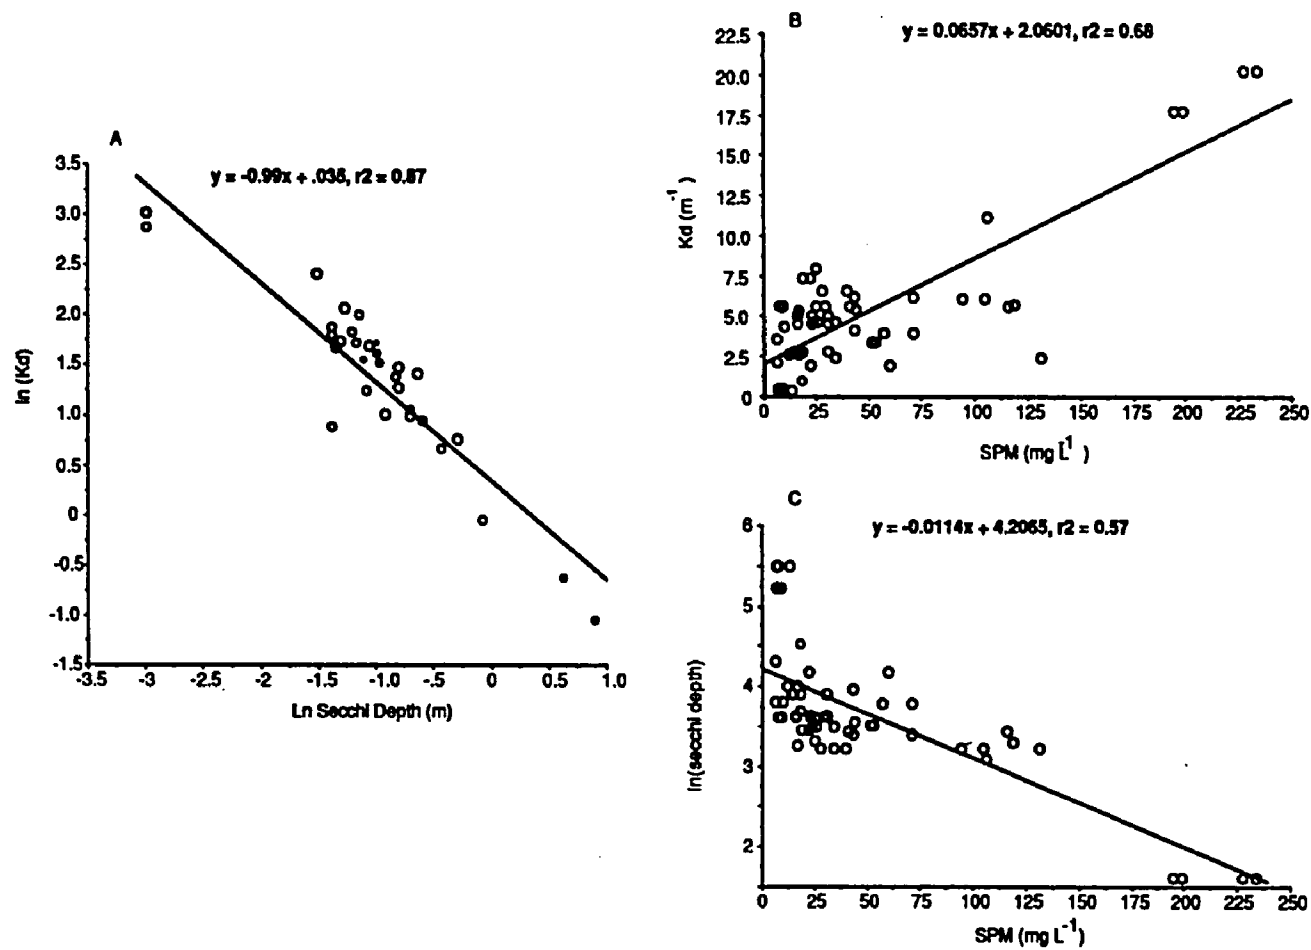 A
y = -0.99x + .035, r2 = 0.87
3.5
3.0
2.5
2.0
1.5
1.0
0.5
0
-0.5
-1.0
-1.5
ln (Kd)
-3.5 -3 -2.5 -2 -1.5 -1.0 -0.5 0 0.5 1.0
Ln Secchi Depth (m)
B
y = 0.0657x + 2.0601, r2 = 0.68
22.5
20.0
17.5
15.0
12.5
10.0
7.5
5.0
2.5
0
Kd (m-1)
0 25 50 75 100 125 150 175 200 225 250
SPM (mg L-1)
C
y = -0.0114x + 4.2065, r2 = 0.57
6
5
4
3
2
ln(secchi depth)
0 25 50 75 100 125 150 175 200 225 250
SPM (mg L-1)